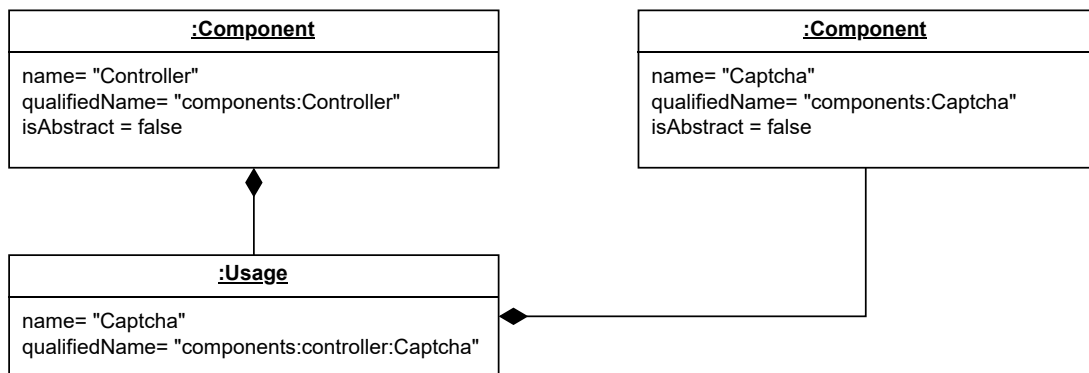 :Component
name= "Controller"
qualifiedName= "components:Controller"
isAbstract = false
:Component
name= "Captcha"
qualifiedName= "components:Captcha"
isAbstract = false
:Usage
name= "Captcha"
qualifiedName= "components:controller:Captcha"